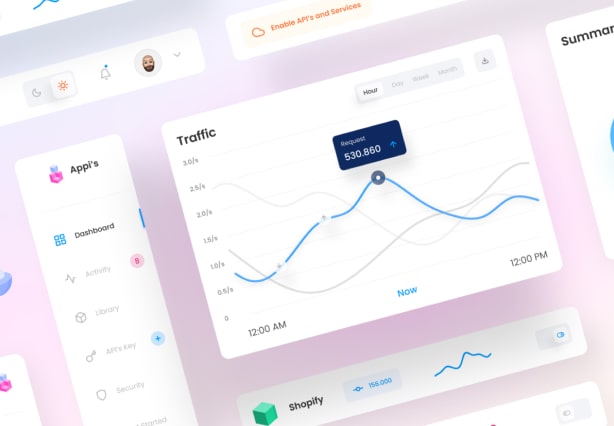 Enable API's and Services
Summar
Appi's
Dashboard
Activity
8
Library
API's Key
+
Security
Started
Traffic
Hour Day Week Month
3.0/s
2.5/s
2.0/s
1.5/s
1.0/s
0.5/s
0
Request
530.860
12:00 AM
Now
12:00 PM
Shopify
155.000